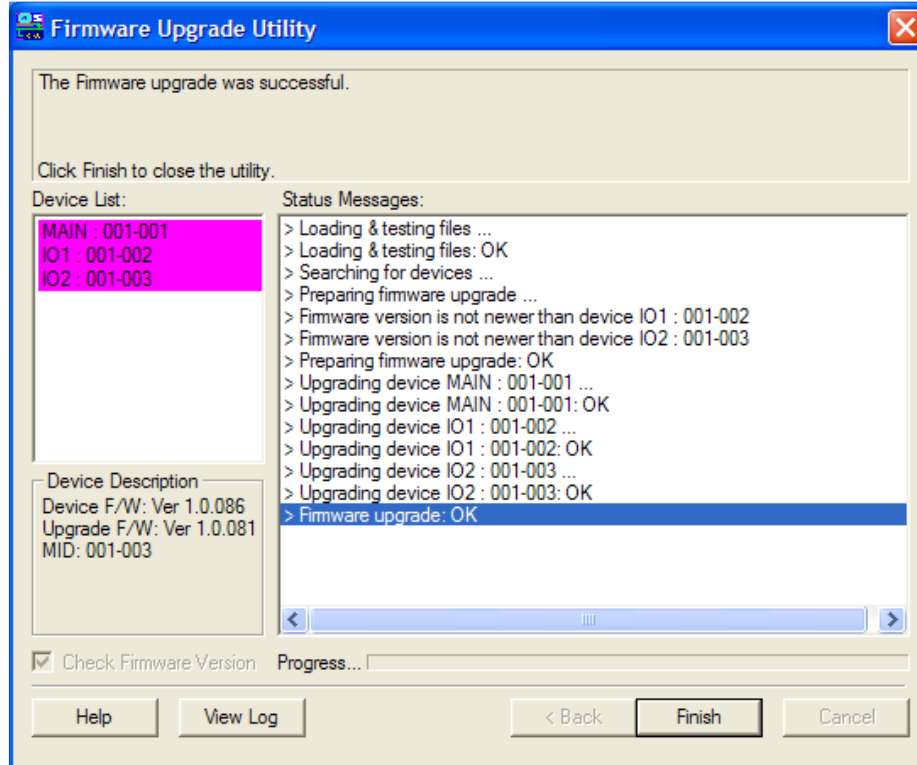 Firmware Upgrade Utility
The Firmware upgrade was successful.
Click Finish to close the utility.
Device List:
MAIN : 001-001
IO1 : 001-002
IO2 : 001-003
Status Messages:
> Loading & testing files ...
> Loading & testing files: OK
> Searching for devices ...
> Preparing firmware upgrade ...
> Firmware version is not newer than device IO1 : 001-002
> Firmware version is not newer than device IO2 : 001-003
> Preparing firmware upgrade: OK
> Upgrading device MAIN : 001-001 ...
> Upgrading device MAIN : 001-001: OK
> Upgrading device IO1 : 001-002 ...
> Upgrading device IO1 : 001-002: OK
> Upgrading device IO2 : 001-003 ...
> Upgrading device IO2 : 001-003: OK
> Firmware upgrade: OK
Device Description
Device F/W: Ver 1.0.086
Upgrade F/W: Ver 1.0.081
MID: 001-003
Check Firmware Version
Progress...
Help
View Log
< Back
Finish
Cancel